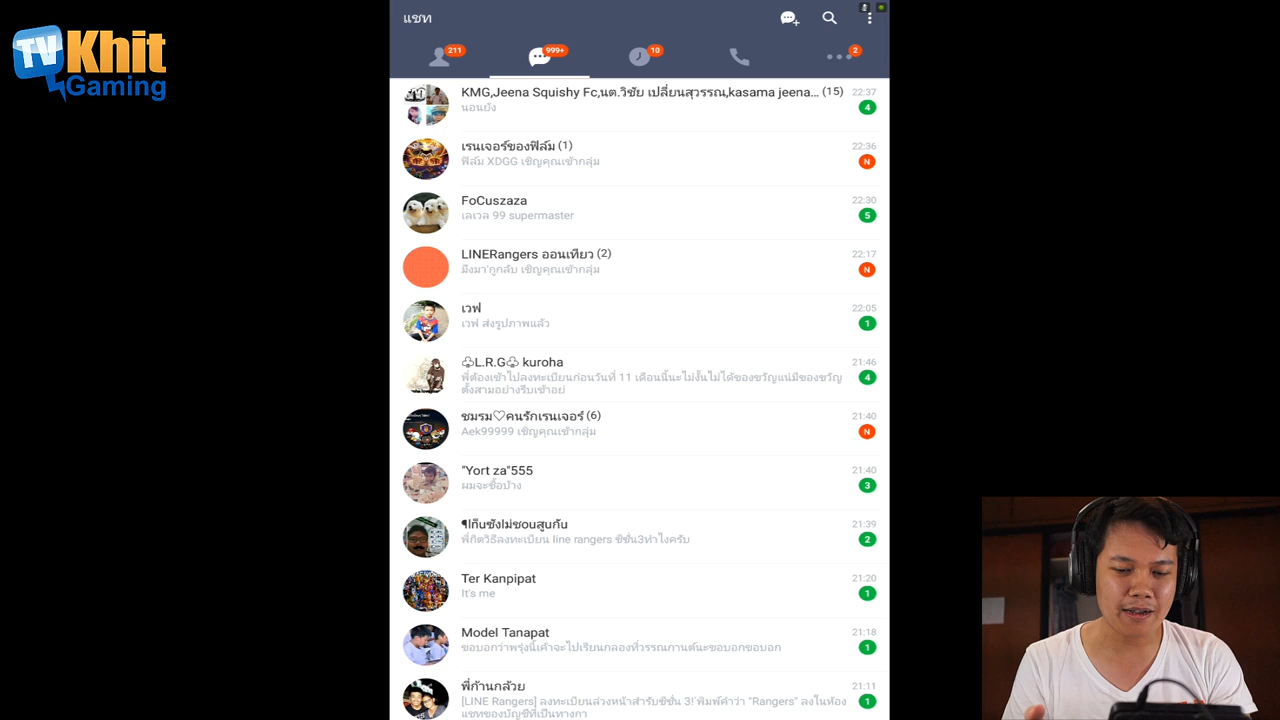 TV Khit
Gaming
แชท
211
999+
10
2
KMG,Jeena Squishy Fc,นต.วิชัย เปลี่ยนสุวรรณ,kasama jeena... (15)
22:37
นอนยัง
4
เรนเจอร์ของฟิล์ม (1)
22:36
ฟิล์ม XDGG เชิญคุณเข้ากลุ่ม
N
FoCuszaza
22:30
เลเวล 99 supermaster
5
LINERangers ออนเทียว (2)
22:17
มึงมา'กูกลับ เชิญคุณเข้ากลุ่ม
N
เวฟ
22:05
เวฟ ส่งรูปภาพแล้ว
1
♧L.R.G♧ kuroha
21:46
พี่ต้องเข้าไปลงทะเบียนก่อนวันที่ 11 เดือนนี้นะไม่งั้นไม่ได้ของขวัญแน่มีของขวัญ
ตั้งสามอย่างรีบเข้าอย่
4
ชมรม♡คนรักเรนเจอร์ (6)
21:40
Aek99999 เชิญคุณเข้ากลุ่ม
N
"Yort za"555
21:40
ผมจะซื้อบ้าง
3
21:39
พี่กิตวิธีลงทะเบียน line rangers ซีซั่น3ทำไงครับ
2
Ter Kanpipat
21:20
It's me
1
Model Tanapat
21:18
ขอบอกว่าพรุ่งนี้เค้าจะไปเรียนกลองที่วรรณกานต์นะขอบอกขอบอก
1
พี่ก้านกล้วย
21:11
[LINE Rangers] ลงทะเบียนล่วงหน้าสำหรับซีซั่น 3!'พิมพ์คำว่า "Rangers" ลงในห้อง
แชทของบัญชีที่เป็นทางกา
1